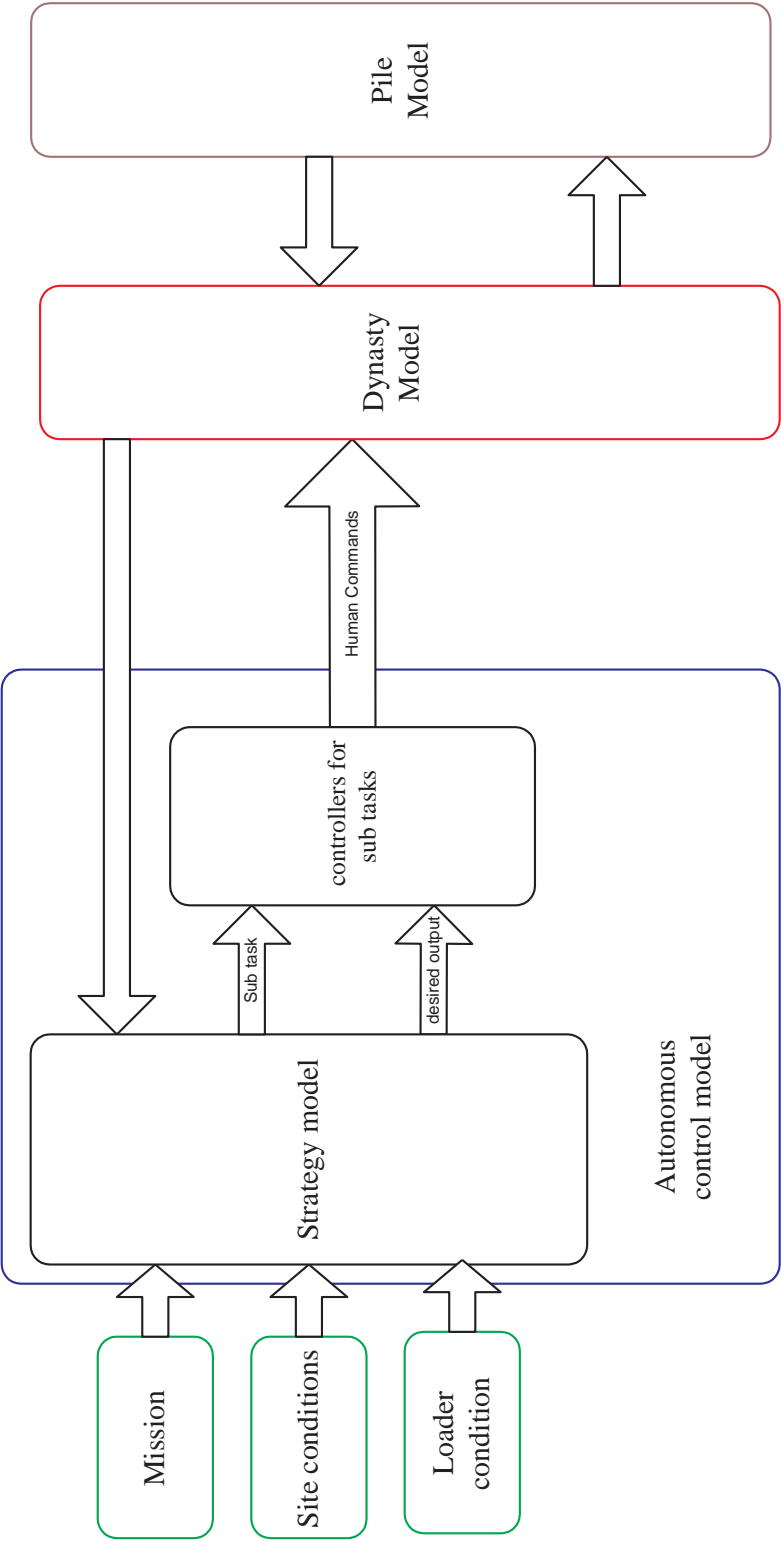 Mission
Site conditions
Loader
condition
Strategy model
Sub task
desired output
controllers for
sub tasks
Autonomous
control model
Human Commands
Dynasty
Model
Pile
Model